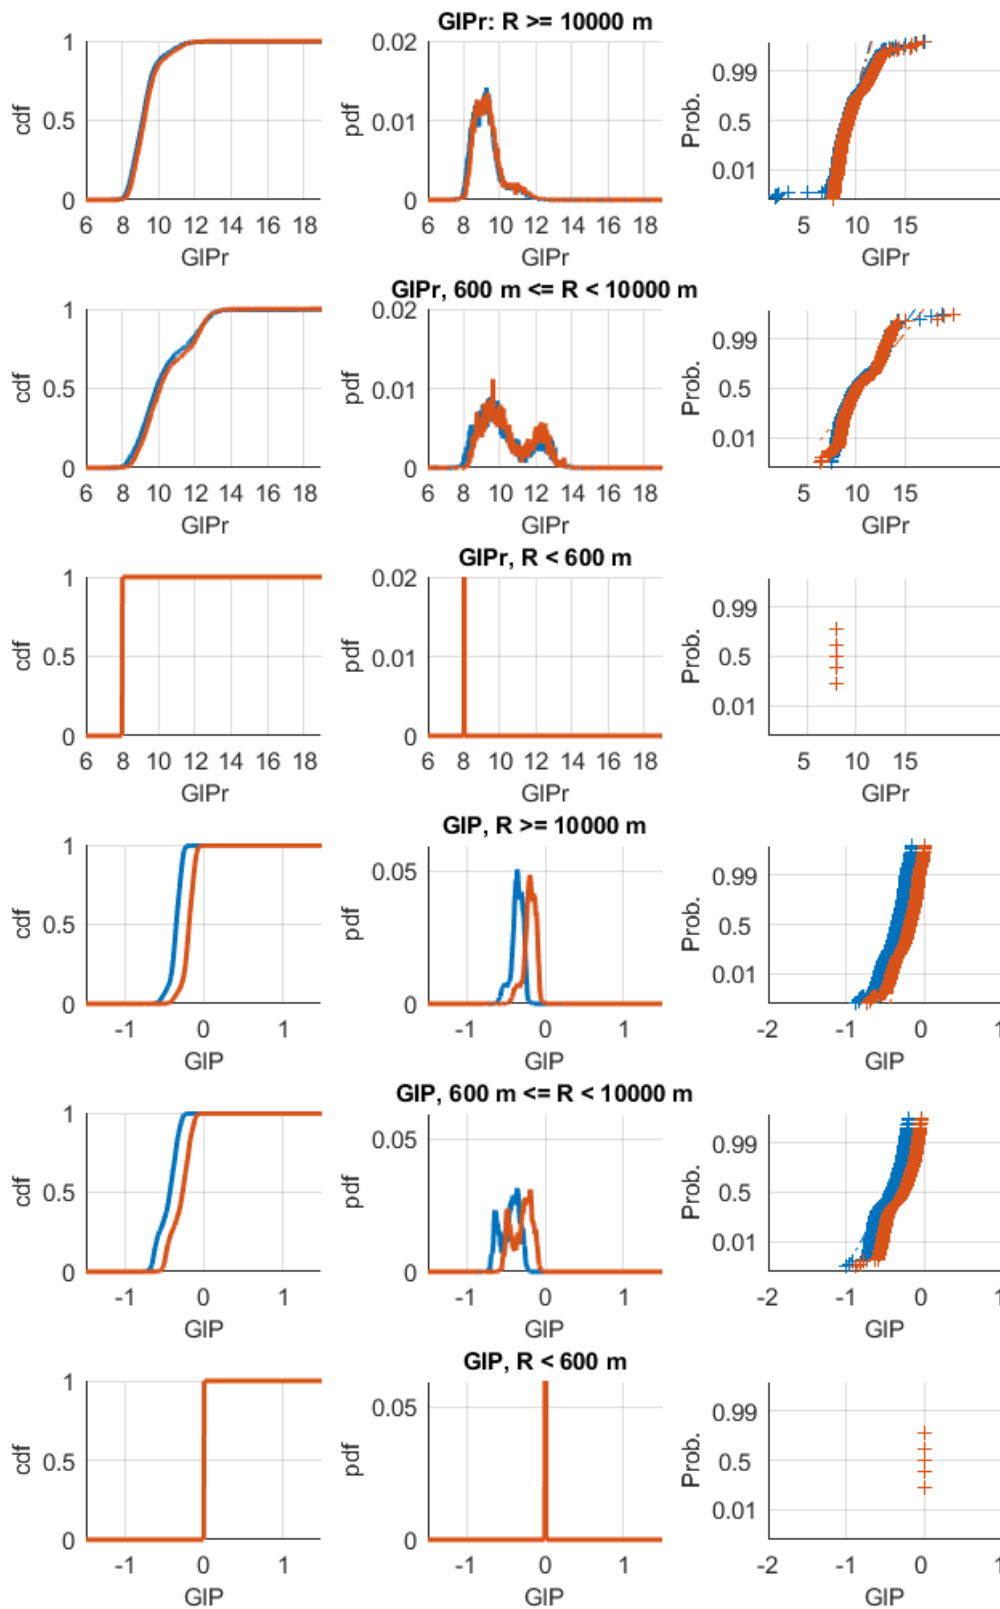 GIPr: R >= 10000 m
cdf
1
0.5
0
6 8 10 12 14 16 18
GIPr
pdf
0.02
0.01
0
6 8 10 12 14 16 18
GIPr
Prob.
0.99
0.5
0.01
5 10 15
GIPr
GIPr, 600 m <= R < 10000 m
cdf
1
0.5
0
6 8 10 12 14 16 18
GIPr
pdf
0.02
0.01
0
6 8 10 12 14 16 18
GIPr
Prob.
0.99
0.5
0.01
5 10 15
GIPr
GIPr, R < 600 m
cdf
1
0.5
0
6 8 10 12 14 16 18
GIPr
pdf
0.02
0.01
0
6 8 10 12 14 16 18
GIPr
Prob.
0.99
0.5
0.01
5 10 15
GIPr
GIP, R >= 10000 m
cdf
1
0.5
0
-1 0 1
GIP
pdf
0.05
0
-1 0 1
GIP
Prob.
0.99
0.5
0.01
-2 -1 0 1
GIP
GIP, 600 m <= R < 10000 m
cdf
1
0.5
0
-1 0 1
GIP
pdf
0.05
0
-1 0 1
GIP
Prob.
0.99
0.5
0.01
-2 -1 0 1
GIP
GIP, R < 600 m
cdf
1
0.5
0
-1 0 1
GIP
pdf
0.05
0
-1 0 1
GIP
Prob.
0.99
0.5
0.01
-2 -1 0 1
GIP